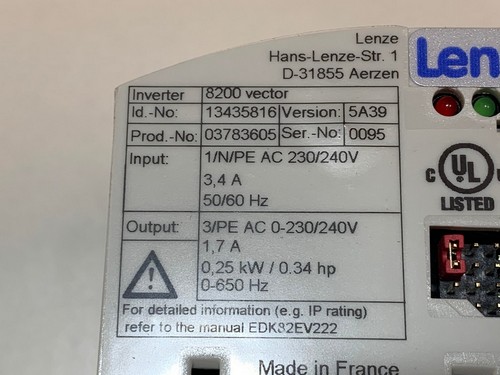 Lenze
Hans-Lenze-Str. 1
D-31855 Aerzen
Len
Inverter 8200 vector
Id.-No: 13435816 Version: 5A39
Prod.-No: 03783605 Ser.-No: 0095
Input: 1/N/PE AC 230/240V
3,4 A
50/60 Hz
C UL
LISTED
Output: 3/PE AC 0-230/240V
1,7 A
0,25 kW / 0.34 hp
0-650 Hz
For detailed information (e.g. IP rating)
refer to the manual EDK82EV222
Made in France